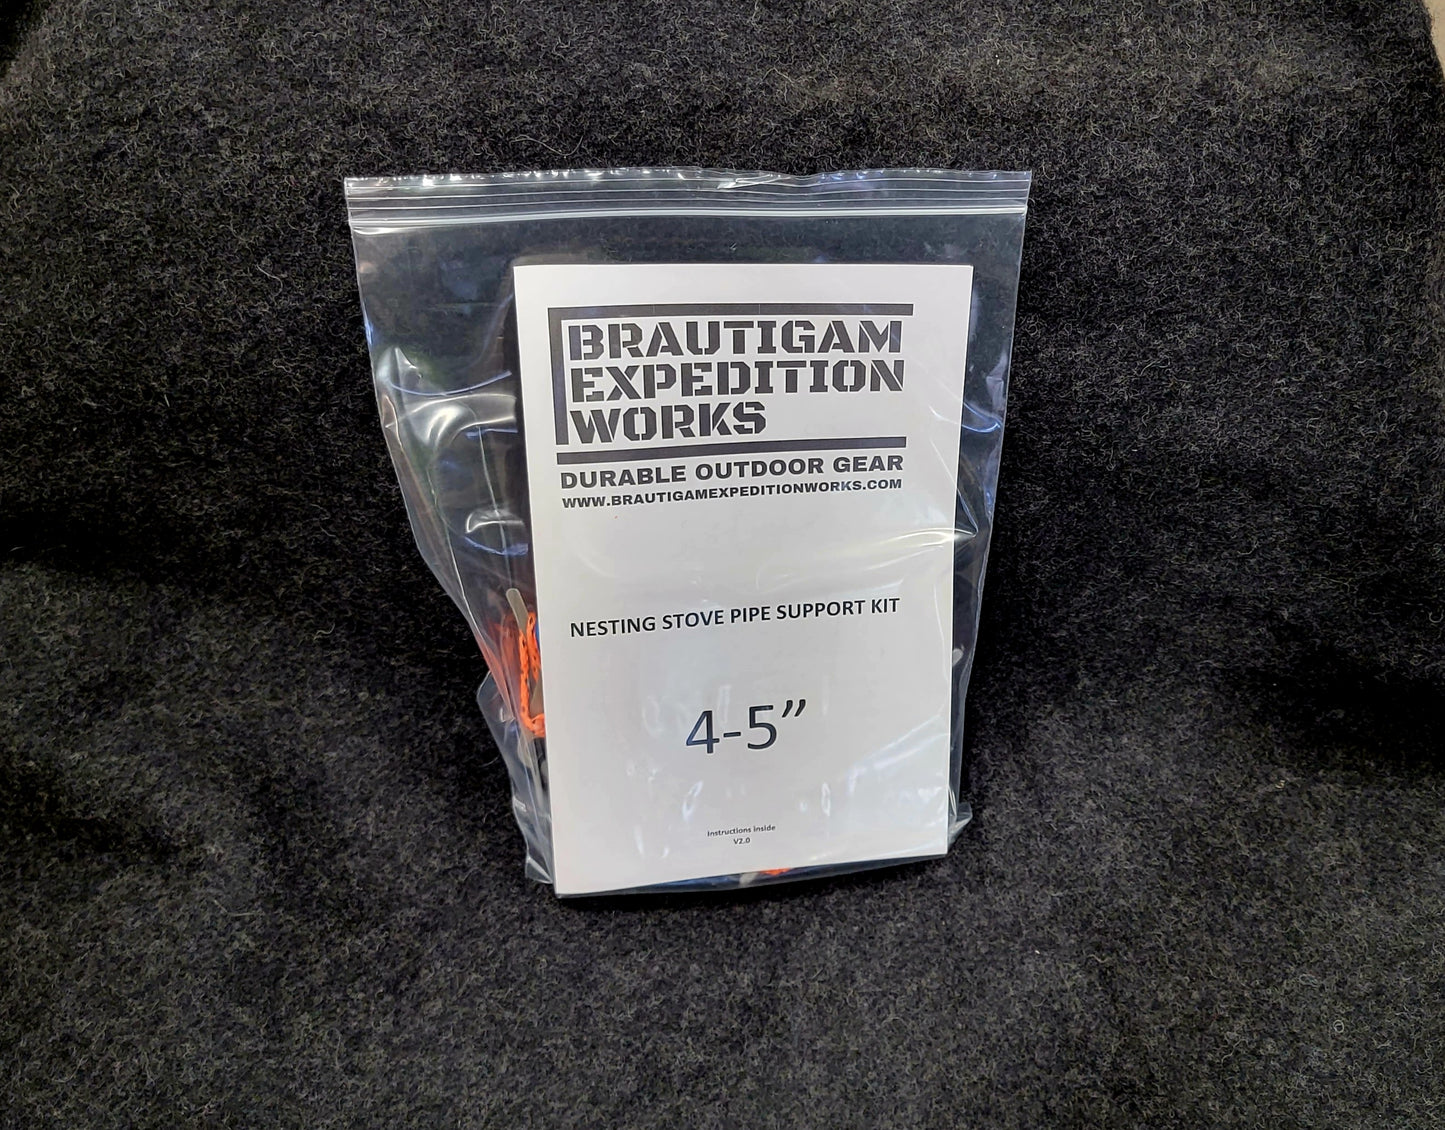 BRAUTIGAM
EXPEDITION
WORKS
DURABLE OUTDOOR GEAR
WWW.BRAUTIGAMEXPEDITIONWORKS.COM
NESTING STOVE PIPE SUPPORT KIT
4-5”
Instructions inside
V2.0